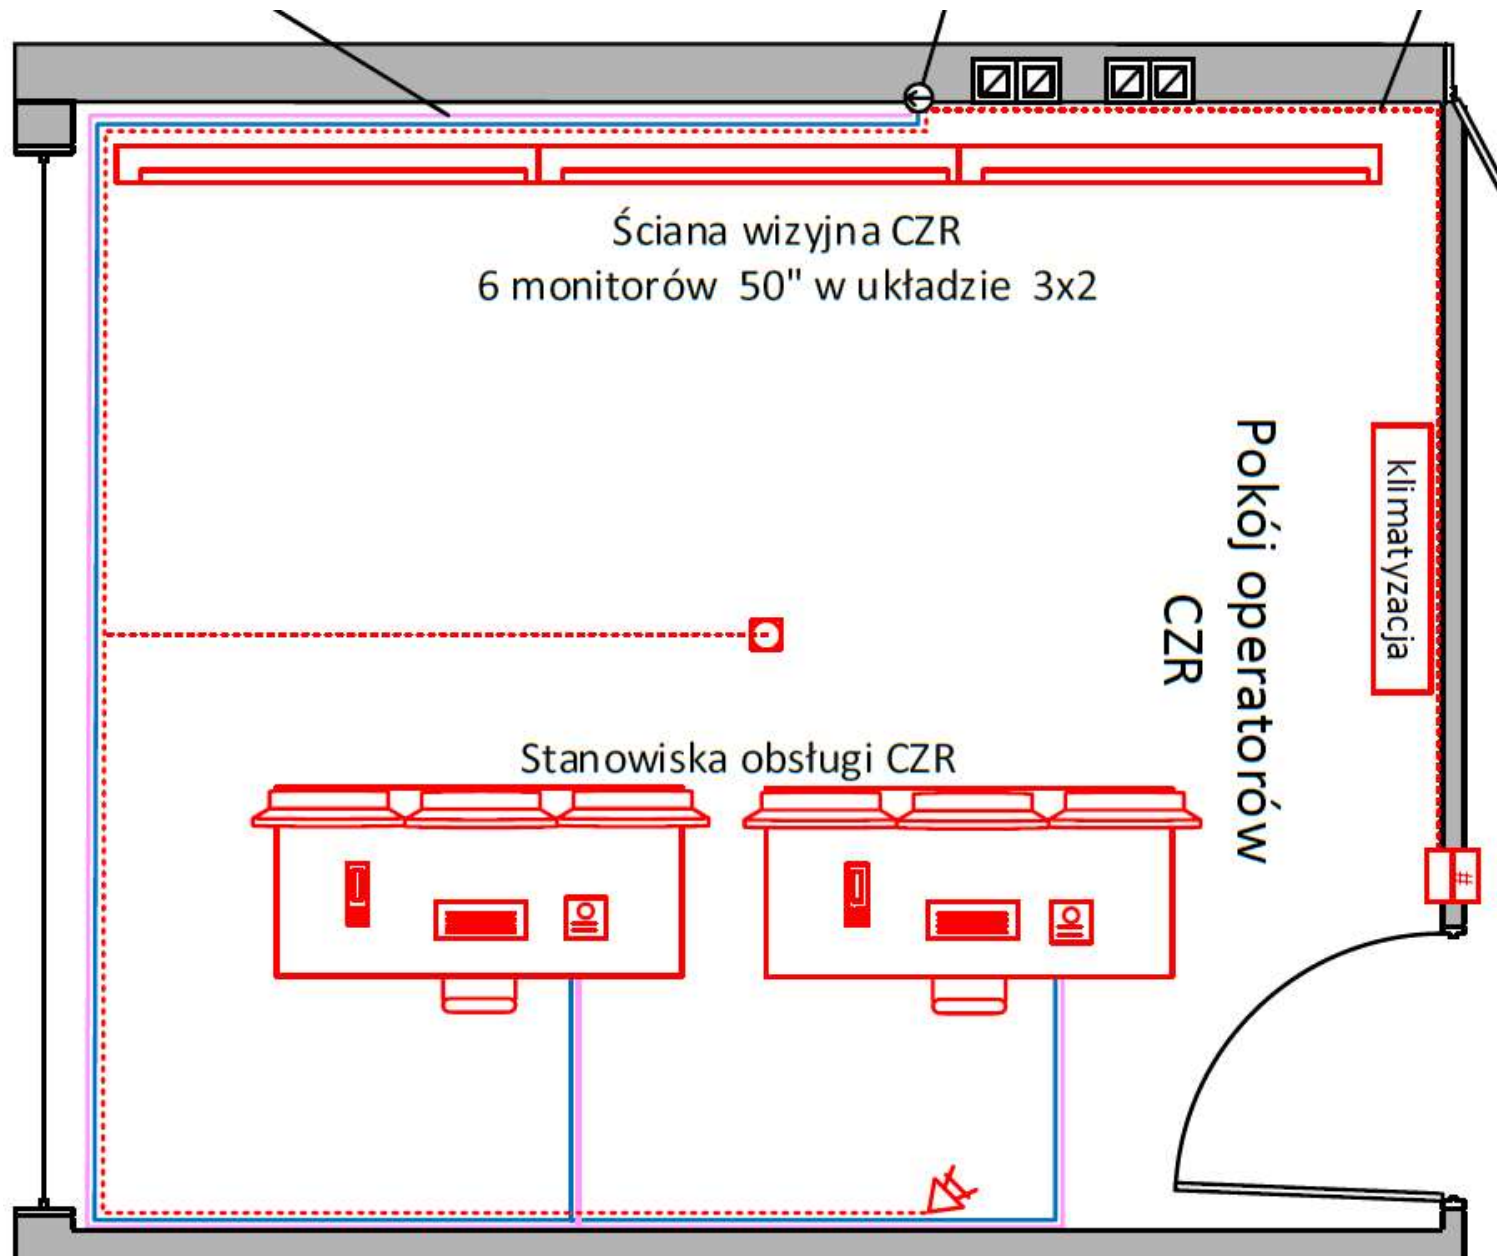 Ściana wizyjna CZR
6 monitorów 50" w układzie 3x2
Pokój operatorów
CZR
klimatyzacja
Stanowiska obsługi CZR
#